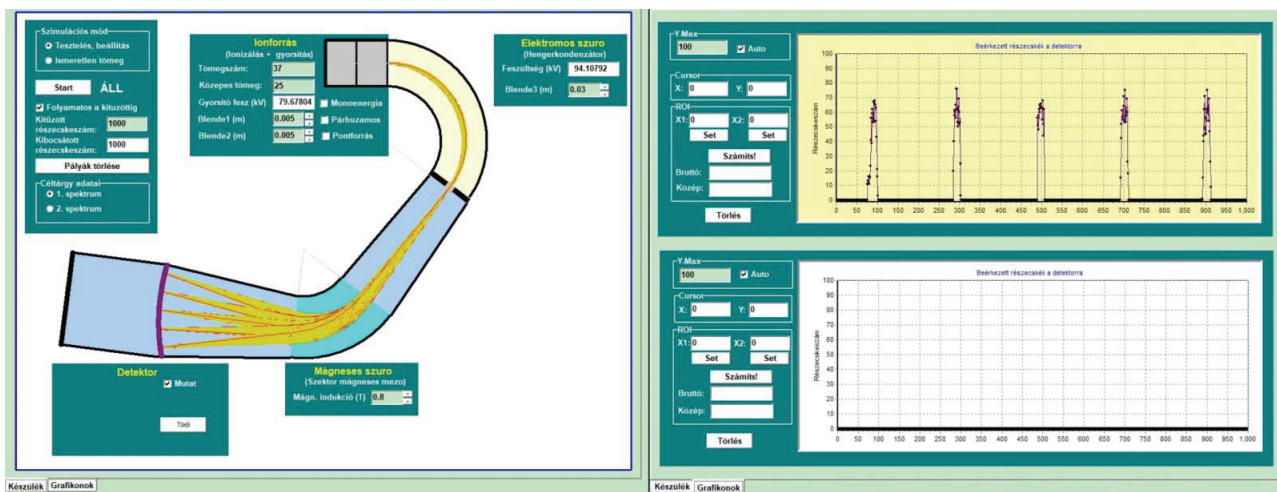 Szimulációs mód
Tesztelés, beállítás
Ismeretlen tömeg
Start ÁLL
Folyamatos a kituzöttig
Kitűzött részecskeszám: 1000
Kibocsátott részecskeszám: 1000
Pályák törlése
Céltárgy adatai
1. spektrum
2. spektrum
Ionforrás
(Ionizálás + gyorsítás)
Tömegszám: 37
Közepes tömeg: 25
Gyorsító fesz (kV) 79.67804 Monoenergia
Blende1 (m) 0.005 Párhuzamos
Blende2 (m) 0.005 Pontforrás
Elektromos szuro
(Hengerkondenzátor)
Feszültség (kV) 94.10792
Blende3 (m) 0.03
Detektor
Mutat
Töröl
Mágneses szuro
(Szektor mágneses mezo)
Mágn. indukció (T) 0.8
Készülék Grafikonok
Y-Max
100 Auto
Cursor
X: 0 Y: 0
ROI
X1: 0 X2: 0
Set Set
Számíts!
Bruttó:
Közép:
Törlés
Beérkezett részecskék a detektorra
Részecskeszám
100
90
80
70
60
50
40
30
20
10
0
0 50 100 150 200 250 300 350 400 450 500 550 600 650 700 750 800 850 900 950 1,000
Y-Max
100 Auto
Cursor
X: 0 Y: 0
ROI
X1: 0 X2: 0
Set Set
Számíts!
Bruttó:
Közép:
Törlés
Beérkezett részecskék a detektorra
Részecskeszám
100
90
80
70
60
50
40
30
20
10
0
0 50 100 150 200 250 300 350 400 450 500 550 600 650 700 750 800 850 900 950 1,000
Készülék Grafikonok